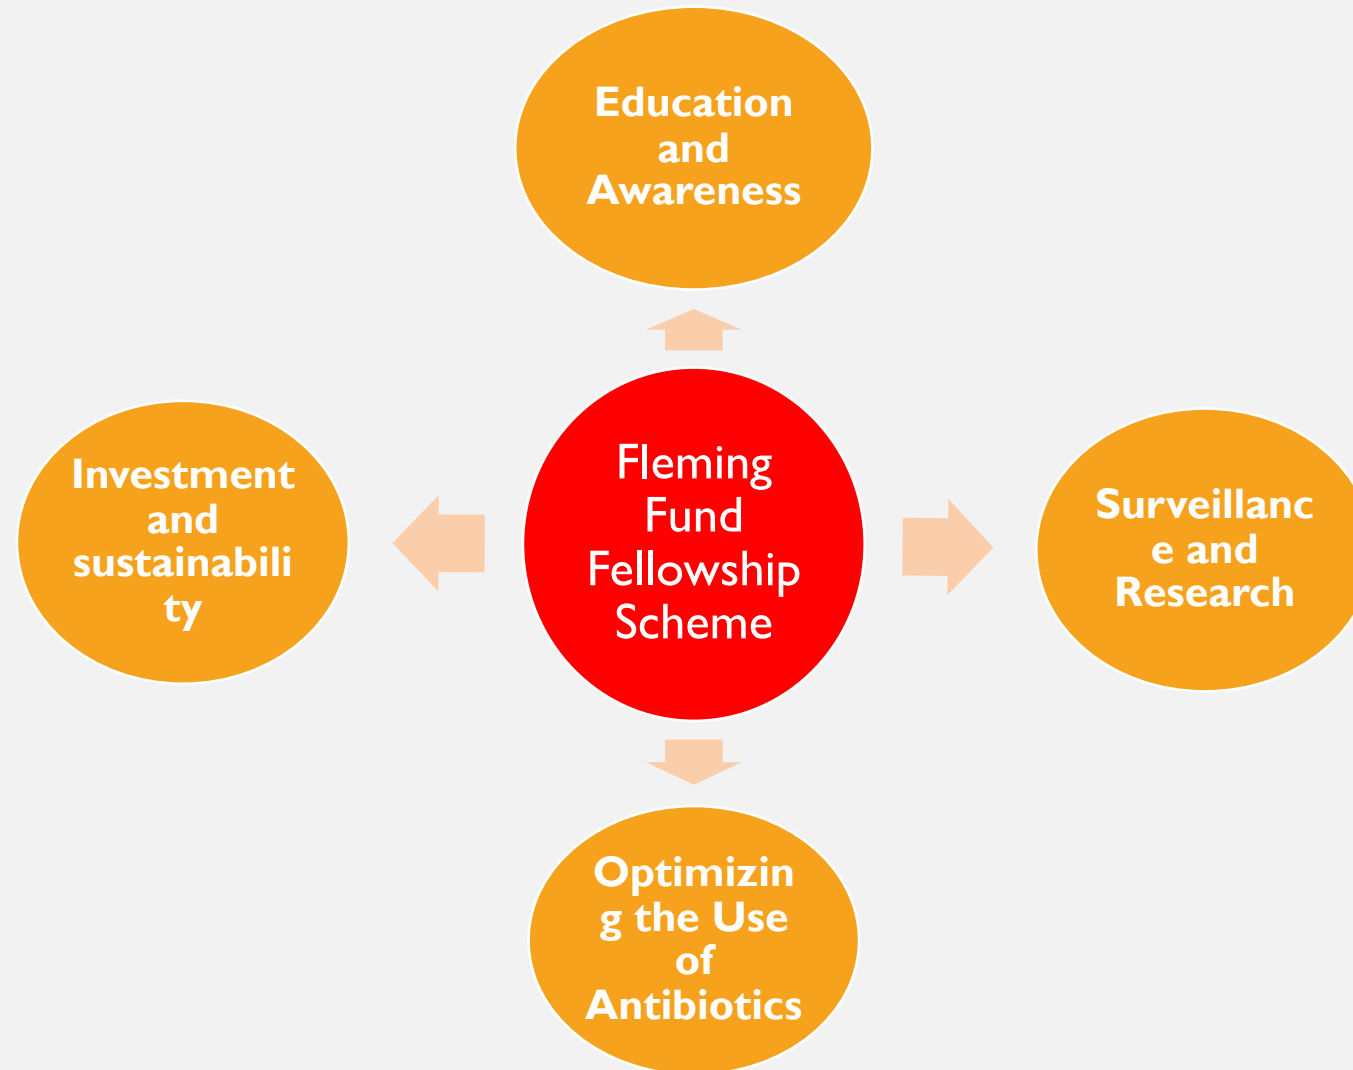 Education
and
Awareness
Investment
and
sustainabili
ty
Fleming
Fund
Fellowship
Scheme
Surveillanc
e and
Research
Optimizin
g the Use
of
Antibiotics